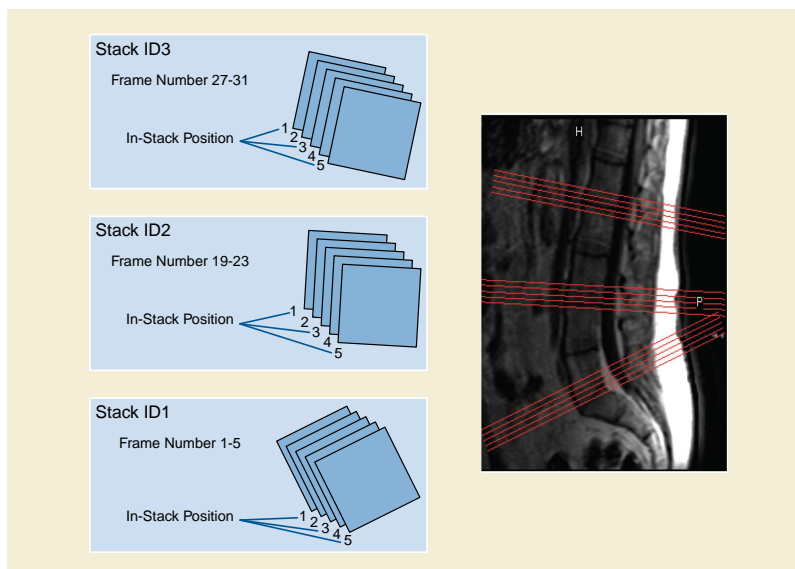 Stack ID3
Frame Number 27-31
In-Stack Position
1
2
3
4
5
Stack ID2
Frame Number 19-23
In-Stack Position
1
2
3
4
5
Stack ID1
Frame Number 1-5
In-Stack Position
1
2
3
4
5
H
P